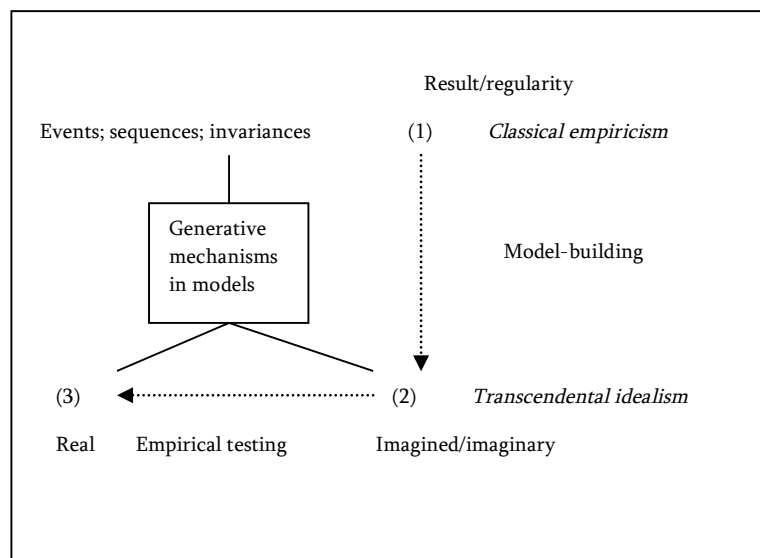 Result/regularity
Events; sequences; invariances (1) Classical empiricism
Generative
mechanisms
in models
Model-building
(3) (2) Transcendental idealism
Real Empirical testing Imagined/imaginary